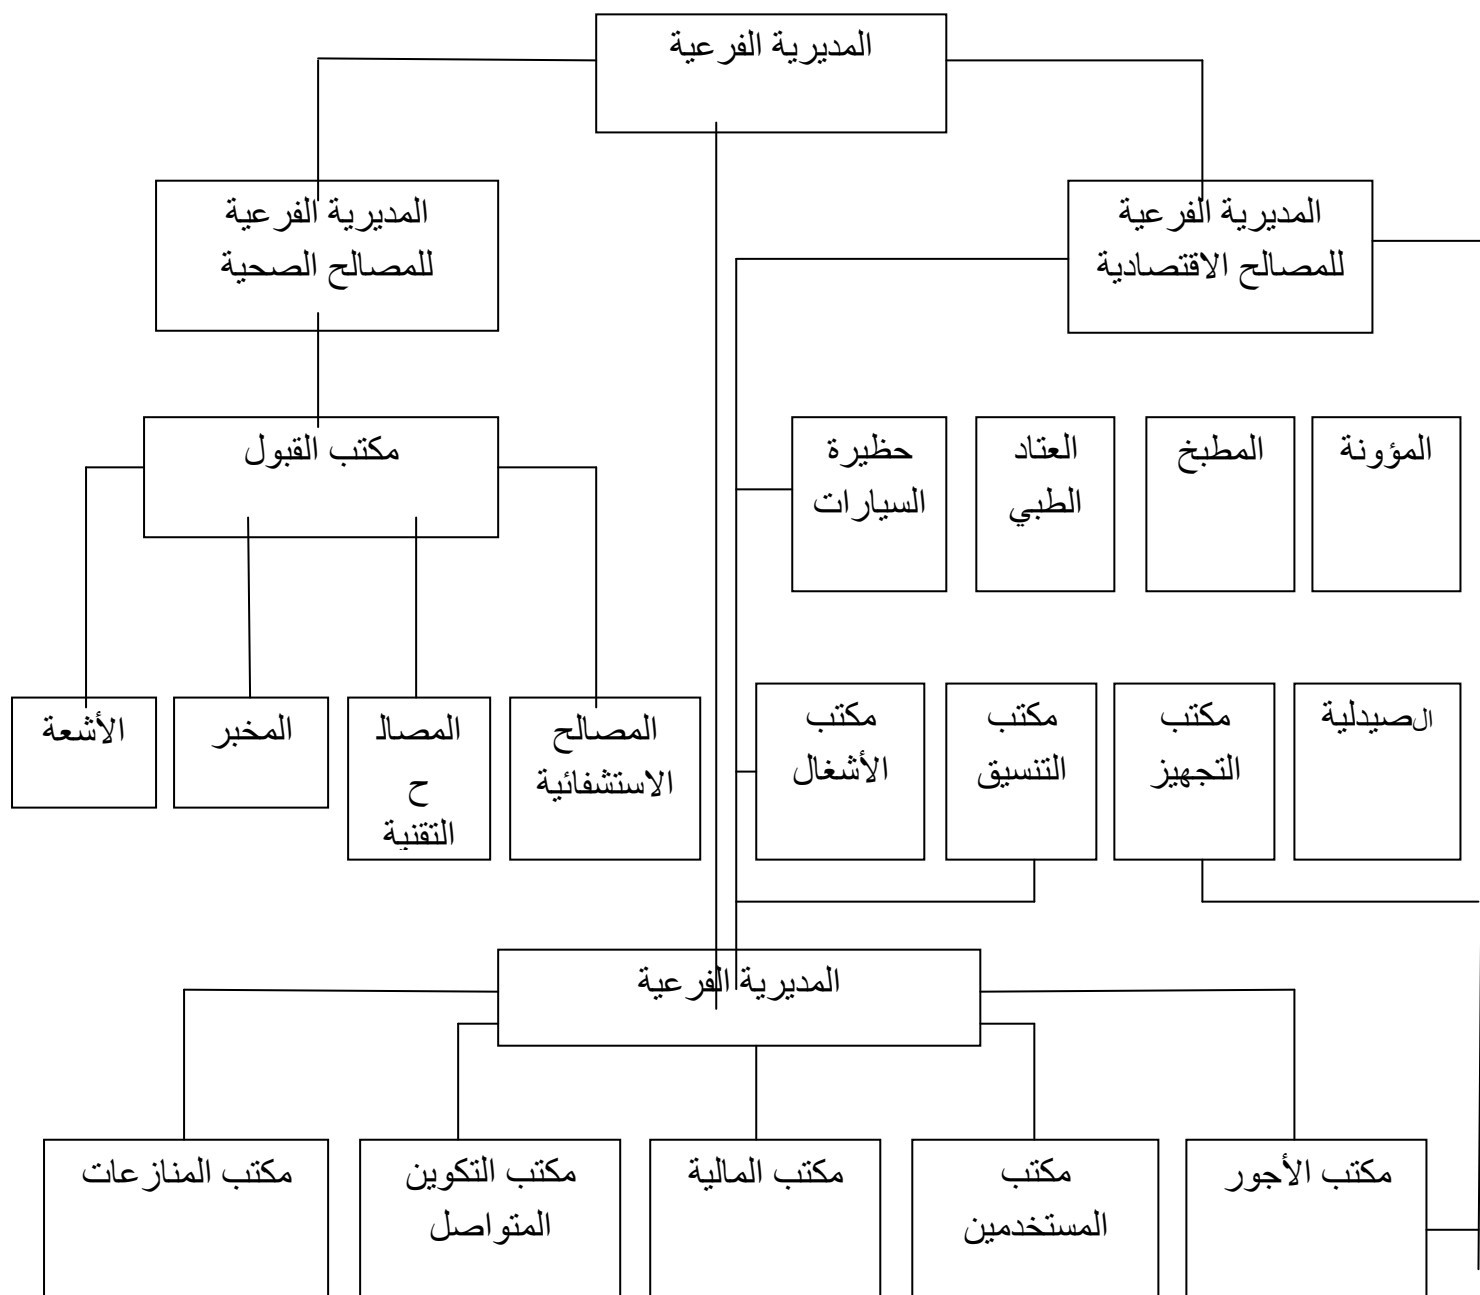 المديرية الفرعية
المديرية الفرعية
للمصالح الاقتصادية
المديرية الفرعية
للمصالح الصحية
المؤونة
المطبخ
العتاد
الطبي
حظيرة
السيارات
مكتب القبول
الصيدلية
مكتب
التجهيز
مكتب
التنسيق
مكتب
الأشغال
المصالح
الاستشفائية
المصال
ح
التقنية
المخبر
الأشعة
المديرية الفرعية
مكتب الأجور
مكتب
المستخدمين
مكتب المالية
مكتب التكوين
المتواصل
مكتب المنازعات